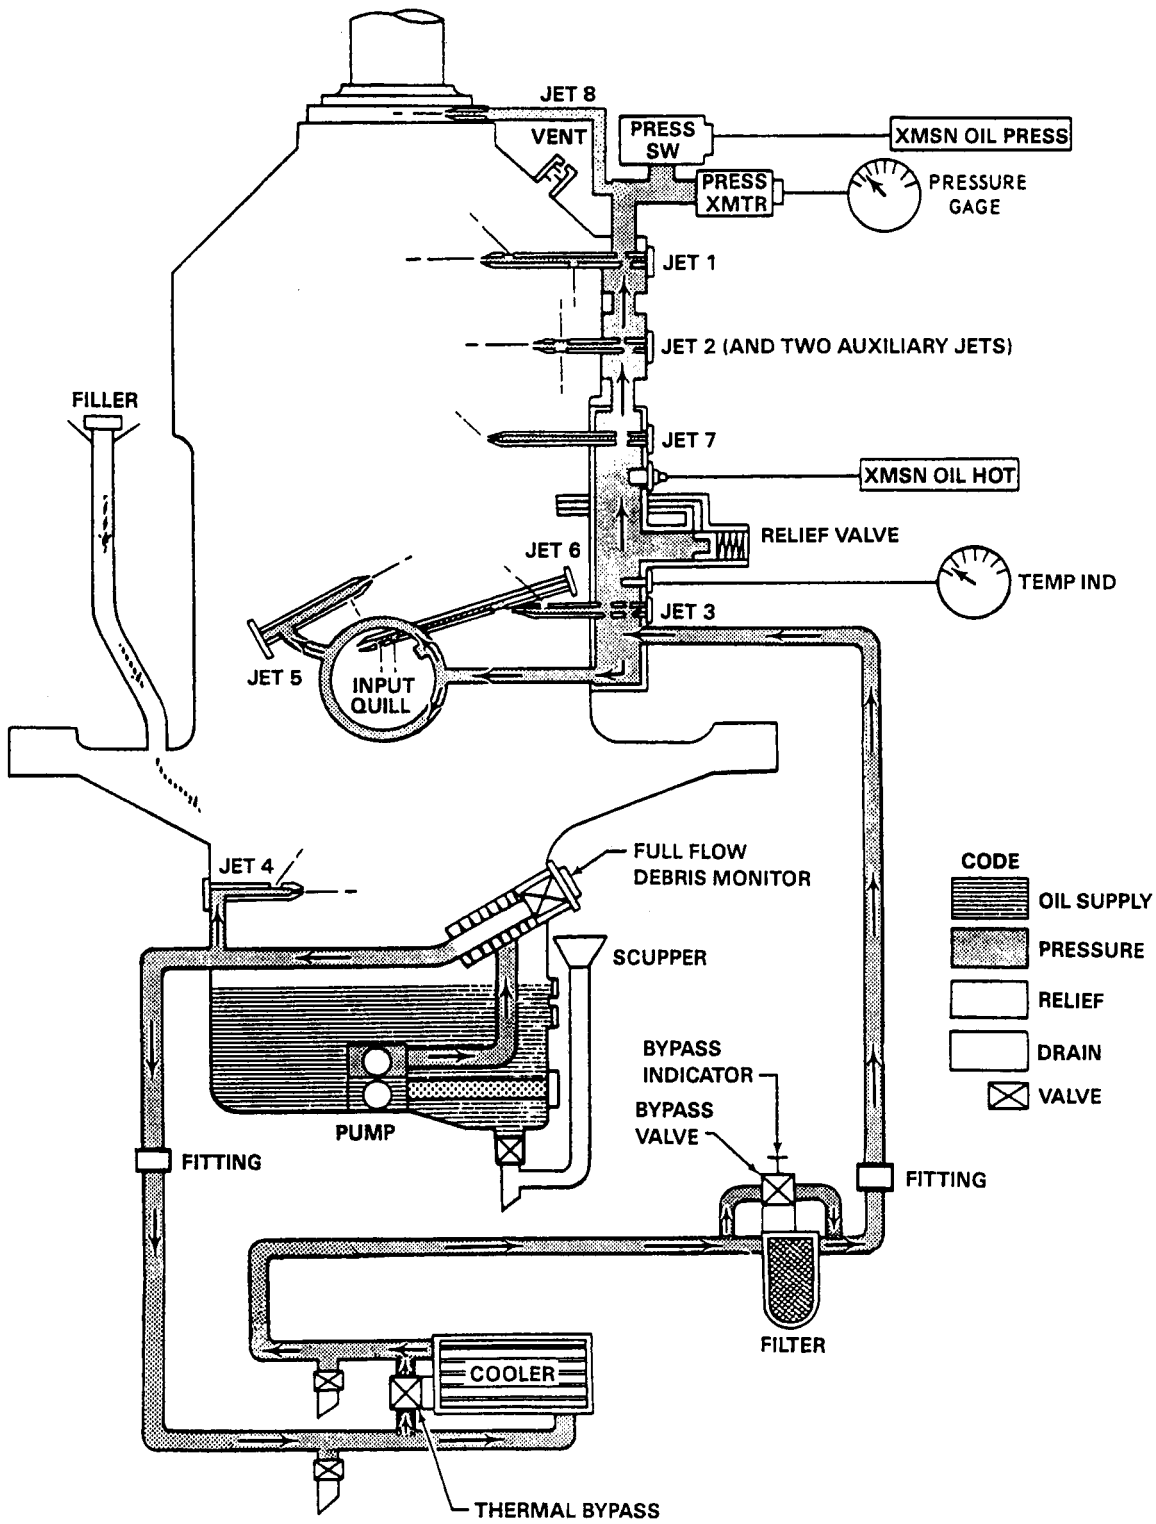 JET 8
VENT
PRESS
SW
XMSN OIL PRESS
PRESS
XMTR
PRESSURE
GAGE
JET 1
JET 2 (AND TWO AUXILIARY JETS)
FILLER
JET 7
XMSN OIL HOT
RELIEF VALVE
JET 6
TEMP IND
JET 3
JET 5
INPUT
QUILL
JET 4
FULL FLOW
DEBRIS MONITOR
SCUPPER
CODE
OIL SUPPLY
PRESSURE
RELIEF
DRAIN
VALVE
BYPASS
INDICATOR
BYPASS
VALVE
PUMP
FITTING
FITTING
FILTER
COOLER
THERMAL BYPASS